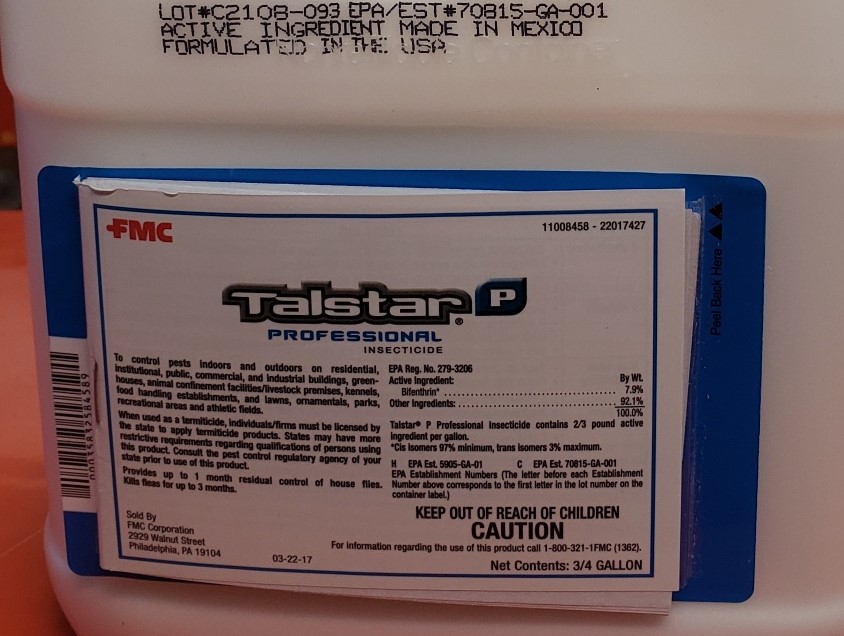 LOT#C2108-093 EPA/EST#70815-GA-001
ACTIVE INGREDIENT MADE IN MEXICO
FORMULATED IN THE USA
FMC
11008458 - 22017427
Talstar® P
PROFESSIONAL
INSECTICIDE
To control pests indoors and outdoors on residential,
institutional, public, commercial, and industrial buildings, green-
houses, animal confinement facilities/livestock premises, kennels,
food handling establishments, and lawns, ornamentals, parks,
recreational areas and athletic fields.
When used as a termiticide, individuals/firms must be licensed by
the state to apply termiticide products. States may have more
restrictive requirements regarding qualifications of persons using
this product. Consult the pest control regulatory agency of your
state prior to use of this product.
Provides up to 1 month residual control of house flies.
Kills fleas for up to 3 months.
Sold By
FMC Corporation
2929 Walnut Street
Philadelphia, PA 19104
03-22-17
EPA Reg. No. 279-3206
Active Ingredient: By Wt.
Bifenthrin* 7.9%
Other Ingredients: 92.1%
100.0%
Talstar® P Professional Insecticide contains 2/3 pound active
ingredient per gallon.
*Cis isomers 97% minimum, trans isomers 3% maximum.
H EPA Est. 5905-GA-01 C EPA Est. 70815-GA-001
EPA Establishment Numbers (The letter before each Establishment
Number above corresponds to the first letter in the lot number on the
container label.)
KEEP OUT OF REACH OF CHILDREN
CAUTION
For information regarding the use of this product call 1-800-321-1FMC (1362).
Net Contents: 3/4 GALLON
Peel Back Here